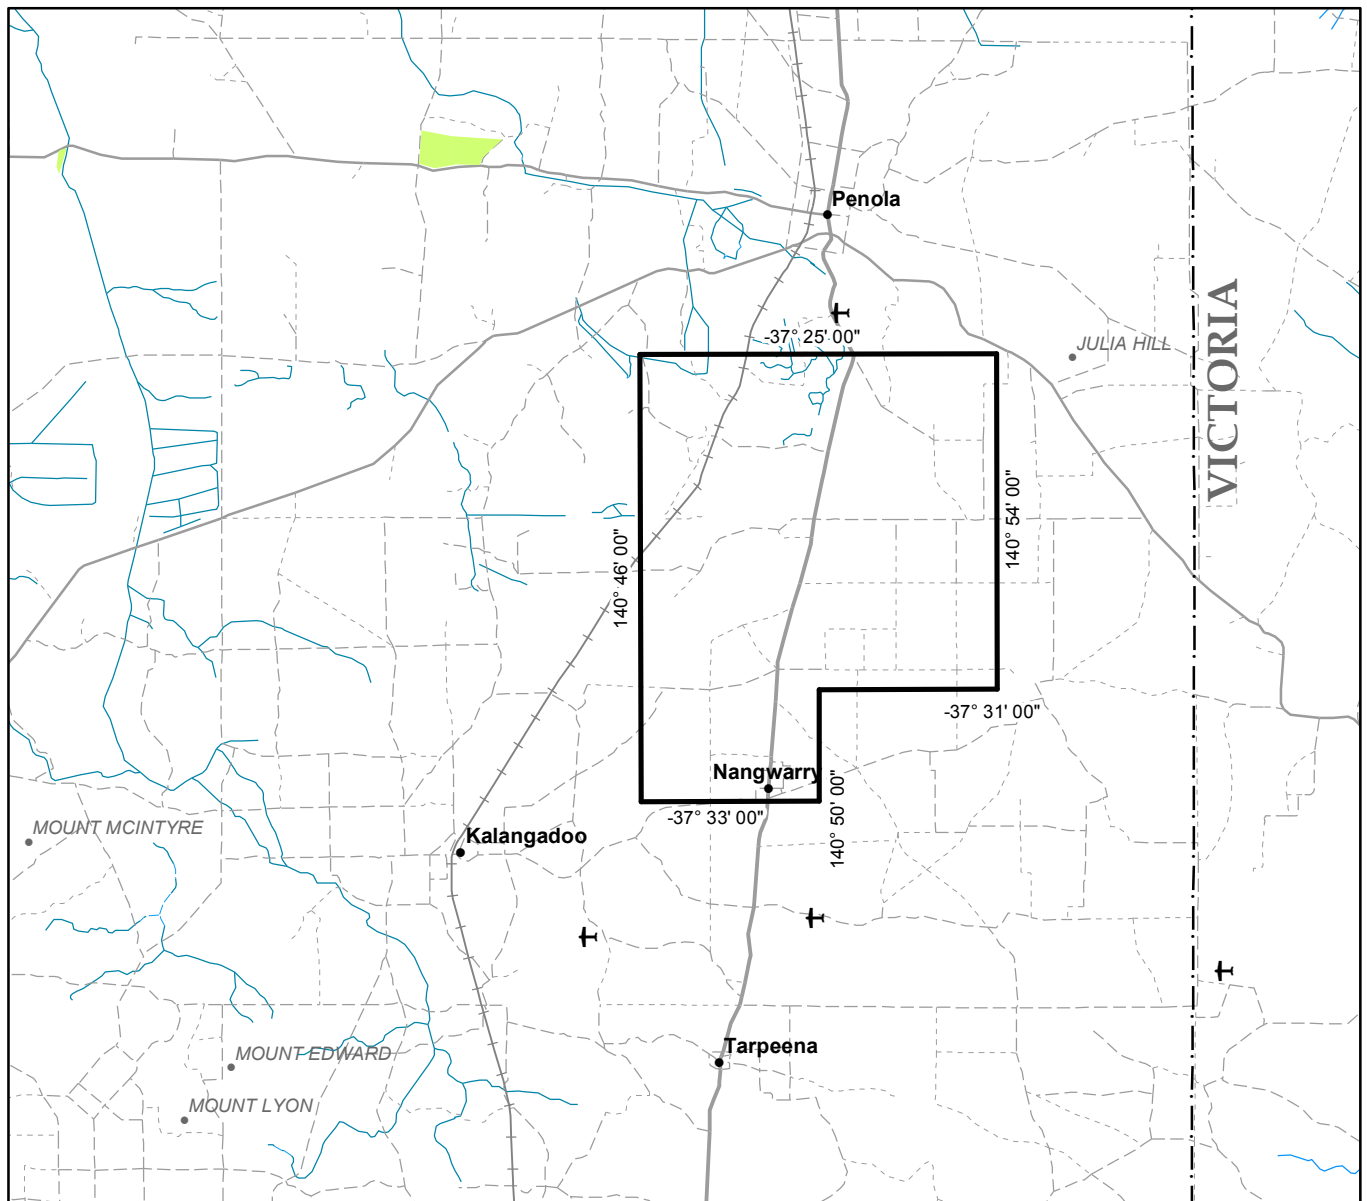 Penola
-37° 25' 00"
JULIA HILL
VICTORIA
140° 54' 00"
140° 46' 00"
-37° 31' 00"
Nangwarry
140° 50' 00"
-37° 33' 00"
MOUNT MCINTYRE
Kalangadoo
Tarpeena
MOUNT EDWARD
MOUNT LYON